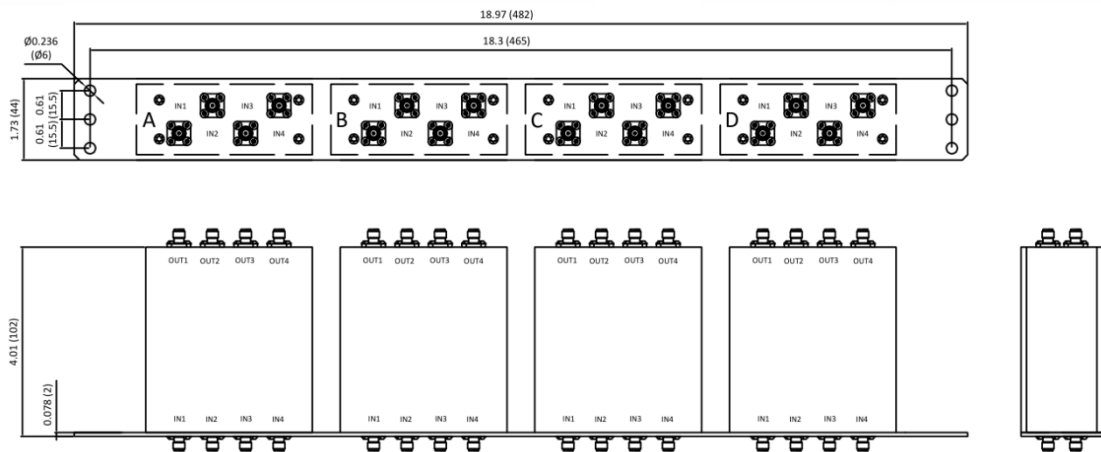 18.97 (482)
18.3 (465)
Ø0.236
(Ø6)
1.73 (44)
0.61
(15.5)
0.61
(15.5)
A
IN1
IN3
IN2
IN4
B
IN1
IN3
IN2
IN4
C
IN1
IN3
IN2
IN4
D
IN1
IN3
IN2
IN4
OUT1 OUT2 OUT3 OUT4 OUT1 OUT2 OUT3 OUT4 OUT1 OUT2 OUT3 OUT4 OUT1 OUT2 OUT3 OUT4
4.01 (102)
0.078 (2)
IN1 IN2 IN3 IN4 IN1 IN2 IN3 IN4 IN1 IN2 IN3 IN4 IN1 IN2 IN3 IN4